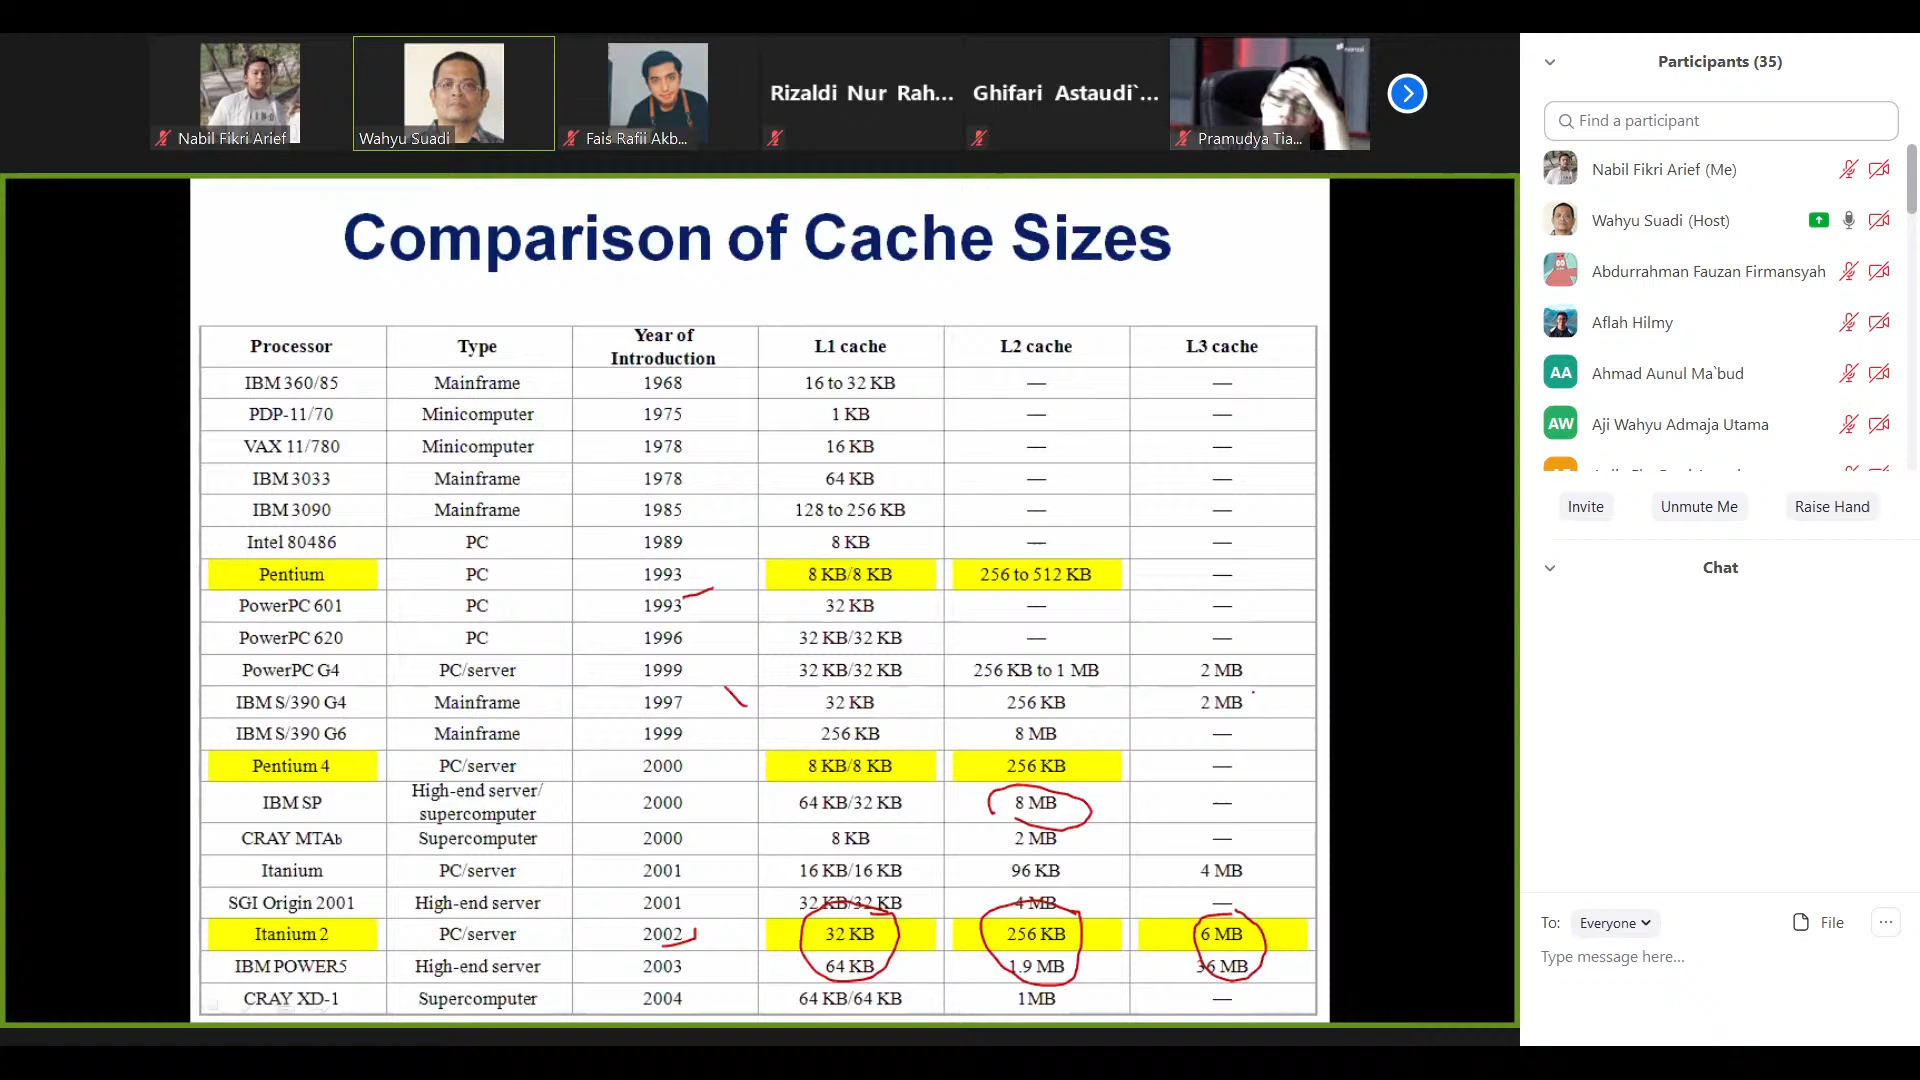 nanoi
Nabil Fikri Arief
Wahyu Suadi
Fais Rafii Akb...
Rizaldi Nur Rah...
Ghifari Astaudi`...
Pramudya Tia...
Comparison of Cache Sizes
Processor Type Year of Introduction L1 cache L2 cache L3 cache
IBM 360/85 Mainframe 1968 16 to 32 KB — —
PDP-11/70 Minicomputer 1975 1 KB — —
VAX 11/780 Minicomputer 1978 16 KB — —
IBM 3033 Mainframe 1978 64 KB — —
IBM 3090 Mainframe 1985 128 to 256 KB — —
Intel 80486 PC 1989 8 KB — —
Pentium PC 1993 8 KB/8 KB 256 to 512 KB —
PowerPC 601 PC 1993 32 KB — —
PowerPC 620 PC 1996 32 KB/32 KB — —
PowerPC G4 PC/server 1999 32 KB/32 KB 256 KB to 1 MB 2 MB
IBM S/390 G4 Mainframe 1997 32 KB 256 KB 2 MB
IBM S/390 G6 Mainframe 1999 256 KB 8 MB —
Pentium 4 PC/server 2000 8 KB/8 KB 256 KB —
IBM SP High-end server/ supercomputer 2000 64 KB/32 KB 8 MB —
CRAY MTAb Supercomputer 2000 8 KB 2 MB —
Itanium PC/server 2001 16 KB/16 KB 96 KB 4 MB
SGI Origin 2001 High-end server 2001 32 KB/32 KB 4 MB —
Itanium 2 PC/server 2002 32 KB 256 KB 6 MB
IBM POWER5 High-end server 2003 64 KB 1.9 MB 36 MB
CRAY XD-1 Supercomputer 2004 64 KB/64 KB 1MB —
Participants (35)
Find a participant
Nabil Fikri Arief (Me)
Wahyu Suadi (Host)
Abdurrahman Fauzan Firmansyah
Aflah Hilmy
AA Ahmad Aunul Ma`bud
AW Aji Wahyu Admaja Utama
Invite Unmute Me Raise Hand
Chat
To: Everyone File ...
Type message here...